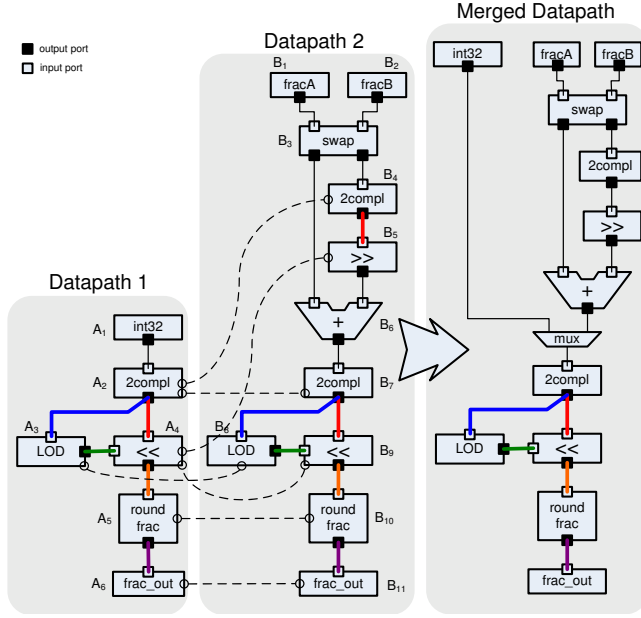 Merged Datapath
Datapath 2
output port
input port
B1
B2
fracA
fracB
B3
swap
B4
2compl
B5
>>
+
B6
2compl
B7
B8
LOD
<<
B9
round
frac
B10
frac_out
B11
Datapath 1
A1
int32
A2
2compl
A3
A4
LOD
<<
A5
round
frac
A6
frac_out
int32
fracA
fracB
swap
2compl
>>
+
mux
2compl
LOD
<<
round
frac
frac_out